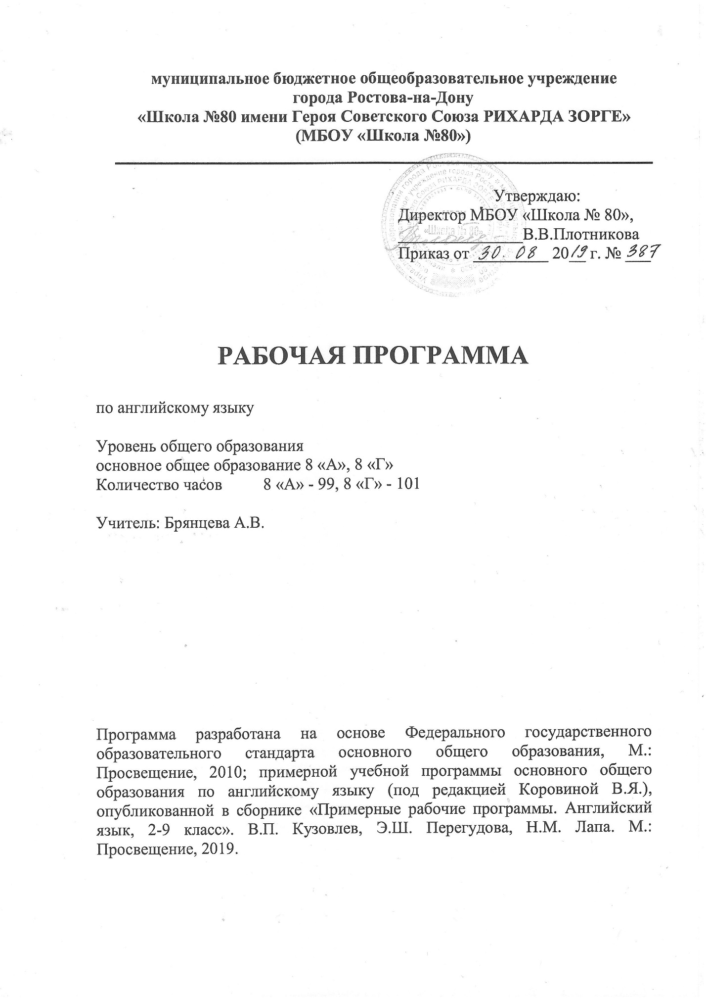 муниципальное бюджетное общеобразовательное учреждение
города Ростова-на-Дону
«Школа №80 имени Героя Советского Союза РИХАРДА ЗОРГЕ»
(МБОУ «Школа №80»)
Утверждаю:
Директор МБОУ «Школа № 80»,
В.В.Плотникова
Приказ от 30. 08 2019 г. № 387
«Школа № 80»
РАБОЧАЯ ПРОГРАММА
по английскому языку
Уровень общего образования
основное общее образование 8 «А», 8 «Г»
Количество часов 8 «А» - 99, 8 «Г» - 101
Учитель: Брянцева А.В.
Программа разработана на основе Федерального государственного
образовательного стандарта основного общего образования, М.:
Просвещение, 2010; примерной учебной программы основного общего
образования по английскому языку (под редакцией Коровиной В.Я.),
опубликованной в сборнике «Примерные рабочие программы. Английский
язык, 2-9 класс». В.П. Кузовлев, Э.Ш. Перегудова, Н.М. Лапа. М.:
Просвещение, 2019.